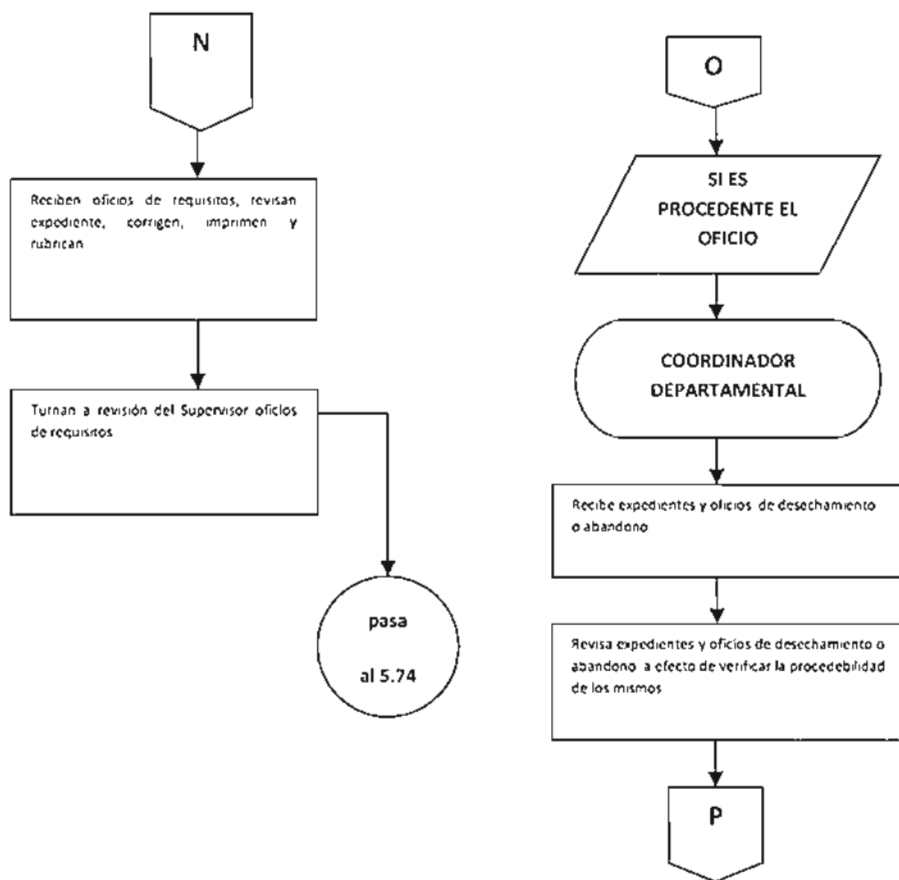 N
Reciben oficios de requisitos, revisan
expediente, corrigen, imprimen y
rubrican
Turnan a revisión del Supervisor oficios
de requisitos
pasa
al 5.74
O
SI ES
PROCEDENTE EL
OFICIO
COORDINADOR
DEPARTAMENTAL
Recibe expedientes y oficios de desechamiento
o abandono
Revisa expedientes y oficios de desechamiento o
abandono a efecto de verificar la procedebilidad
de los mismos
P